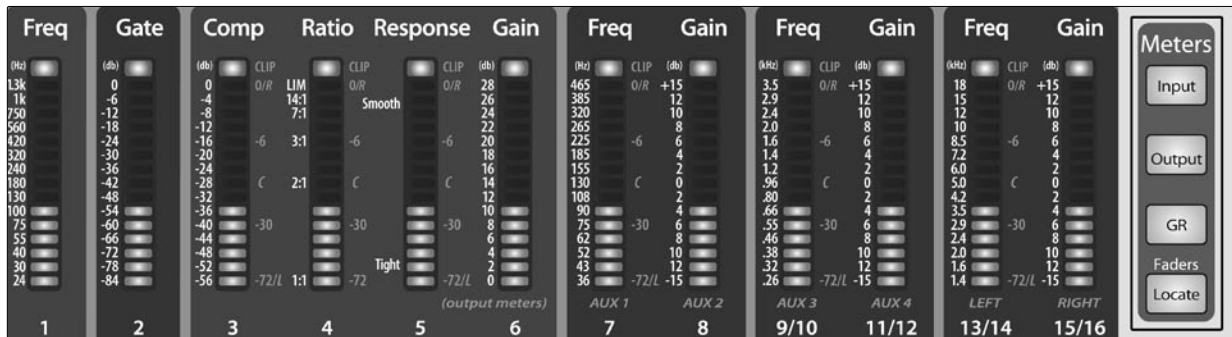 Freq Gate Comp Ratio Response Gain Freq Gain Freq Gain Freq Gain Meters
(Hz) (db) (db) CLIP CLIP CLIP (db) (Hz) CLIP (db) (kHz) CLIP (db) (kHz) CLIP (db)
1.3k 0 0 0/R LIM 0/R 0/R 28 465 0/R +15 3.5 0/R +15 18 0/R +15 Input
1k -6 -4 14:1 Smooth 26 385 12 2.9 12 15 12
750 -12 -8 7:1 24 320 10 2.4 10 12 10
560 -18 -12 22 265 8 2.0 8 10 8
420 -24 -16 -6 3:1 -6 -6 20 225 -6 6 1.6 -6 6 8.5 -6 6
320 -30 -20 18 185 4 1.4 4 7.2 4 Output
240 -36 -24 16 155 2 1.2 2 6.0 2
180 -42 -28 C 2:1 C C 14 130 C 0 .96 C 0 5.0 C 0
130 -48 -32 12 108 2 .80 2 4.2 2
100 -54 -36 10 90 4 .66 4 3.5 4
75 -60 -40 -30 -30 -30 8 75 -30 6 .55 -30 6 2.9 -30 6 GR
55 -66 -44 6 62 8 .46 8 2.4 8
40 -72 -48 4 52 10 .38 10 2.0 10
30 -78 -52 Tight 2 43 12 .32 12 1.6 12 Faders
24 -84 -56 -72/L 1:1 -72 -72/L 0 36 -72/L -15 .26 -72/L -15 1.4 -72/L -15 Locate
(output meters) AUX 1 AUX 2 AUX 3 AUX 4 LEFT RIGHT
1 2 3 4 5 6 7 8 9/10 11/12 13/14 15/16